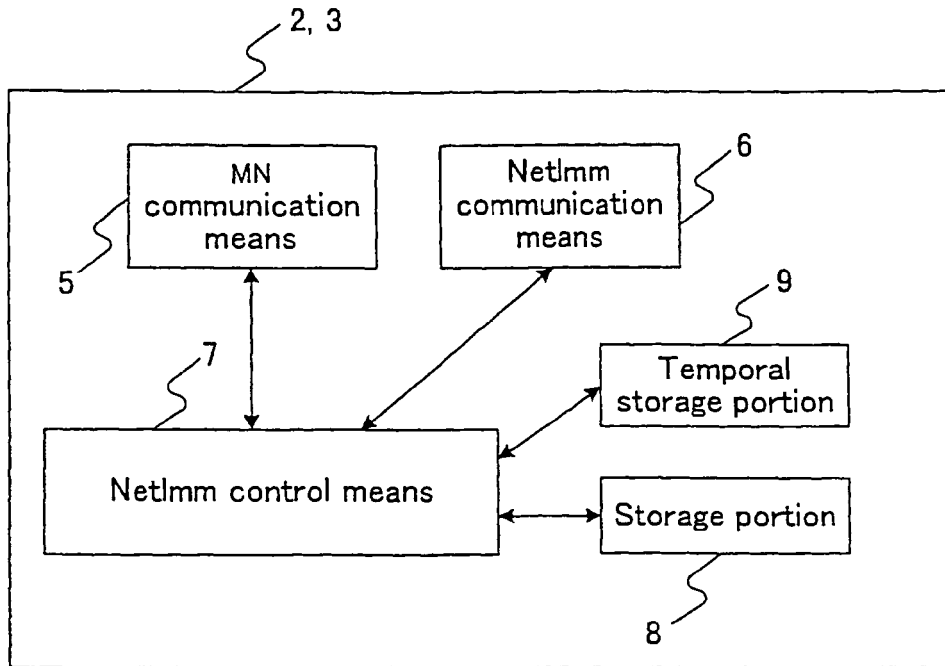 2, 3
MN
communication
means
5
NetImm
communication
means
6
9
Temporal
storage portion
7
NetImm control means
Storage portion
8